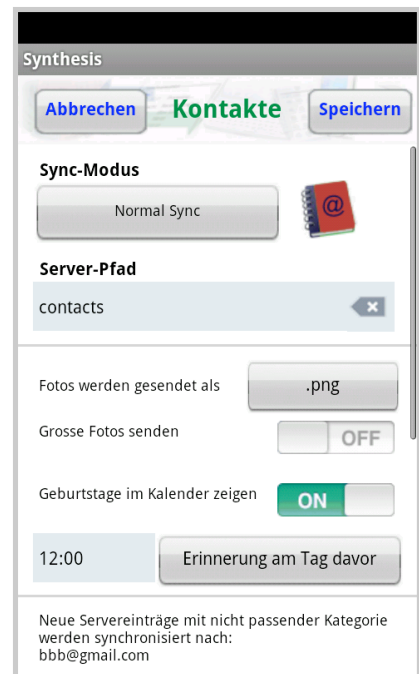 Synthesis
Abbrechen Kontakte Speichern
Sync-Modus
Normal Sync
@
Server-Pfad
contacts
Fotos werden gesendet als .png
Grosse Fotos senden OFF
Geburtstage im Kalender zeigen ON
12:00 Erinnerung am Tag davor
Neue Servereinträge mit nicht passender Kategorie
werden synchronisiert nach:
bbb@gmail.com